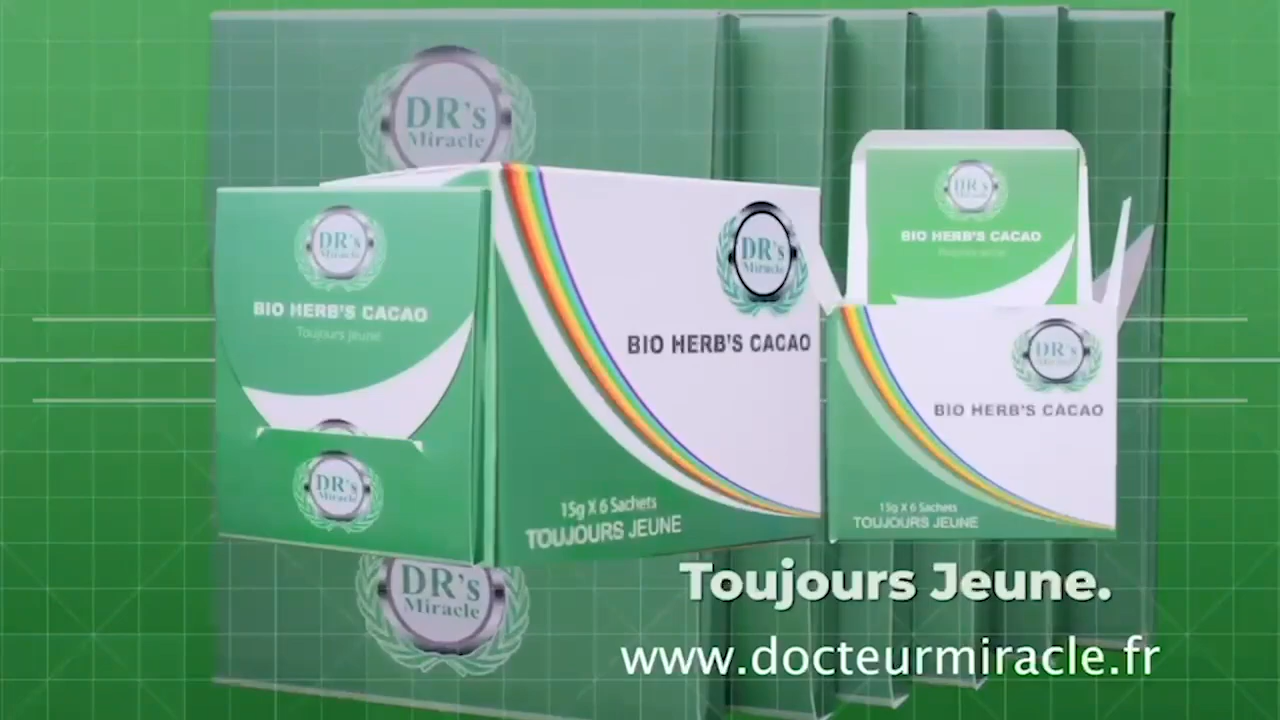 DR's
Miracle
DR's
Miracle
BIO HERB'S CACAO
Toujours jeune
DR's
Miracle
DR's
Miracle
BIO HERB'S CACAO
15g X 6 Sachets
TOUJOURS JEUNE
DR's
BIO HERB'S CACAO
DR's
BIO HERB'S CACAO
15g X 6 Sachets
TOUJOURS JEUNE
DR's
Miracle
Toujours Jeune.
www.docteurmiracle.fr